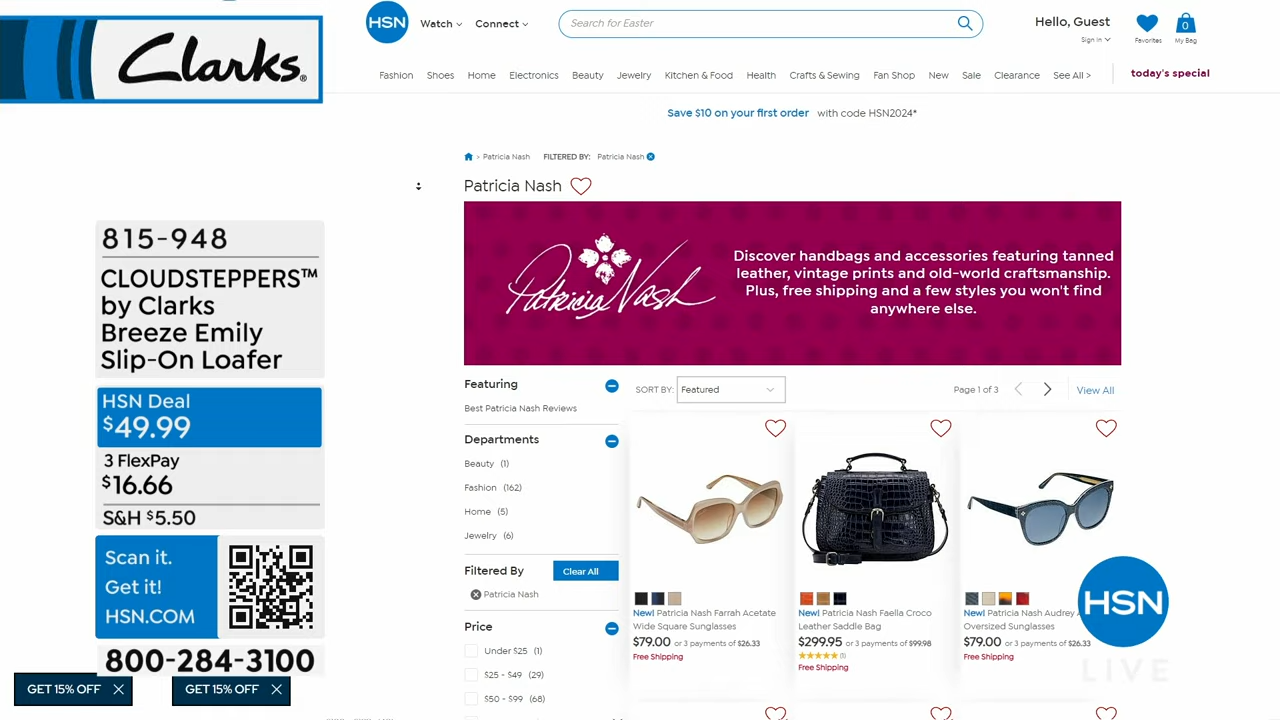 Clarks®
HSN
Watch
Connect
Search for Easter
Hello, Guest
Sign In
Favorites
0
My Bag
Fashion Shoes Home Electronics Beauty Jewelry Kitchen & Food Health Crafts & Sewing Fan Shop New Sale Clearance See All >
today's special
Save $10 on your first order with code HSN2024*
> Patricia Nash FILTERED BY: Patricia Nash
Patricia Nash
Patricia Nash
Discover handbags and accessories featuring tanned
leather, vintage prints and old-world craftsmanship.
Plus, free shipping and a few styles you won't find
anywhere else.
815-948
CLOUDSTEPPERS™
by Clarks
Breeze Emily
Slip-On Loafer
HSN Deal
$49.99
3 FlexPay
$16.66
S&H $5.50
Scan it.
Get it!
HSN.COM
800-284-3100
GET 15% OFF
GET 15% OFF
Featuring
Best Patricia Nash Reviews
Departments
Beauty (1)
Fashion (162)
Home (5)
Jewelry (6)
Filtered By
Clear All
Patricia Nash
Price
Under $25 (1)
$25 - $49 (29)
$50 - $99 (68)
SORT BY: Featured
Page 1 of 3
View All
New! Patricia Nash Farrah Acetate
Wide Square Sunglasses
$79.00 or 3 payments of $26.33
Free Shipping
New! Patricia Nash Faella Croco
Leather Saddle Bag
$299.95 or 3 payments of $99.98
(1)
Free Shipping
New! Patricia Nash Audrey
Oversized Sunglasses
$79.00 or 3 payments of $26.33
Free Shipping
HSN
LIVE